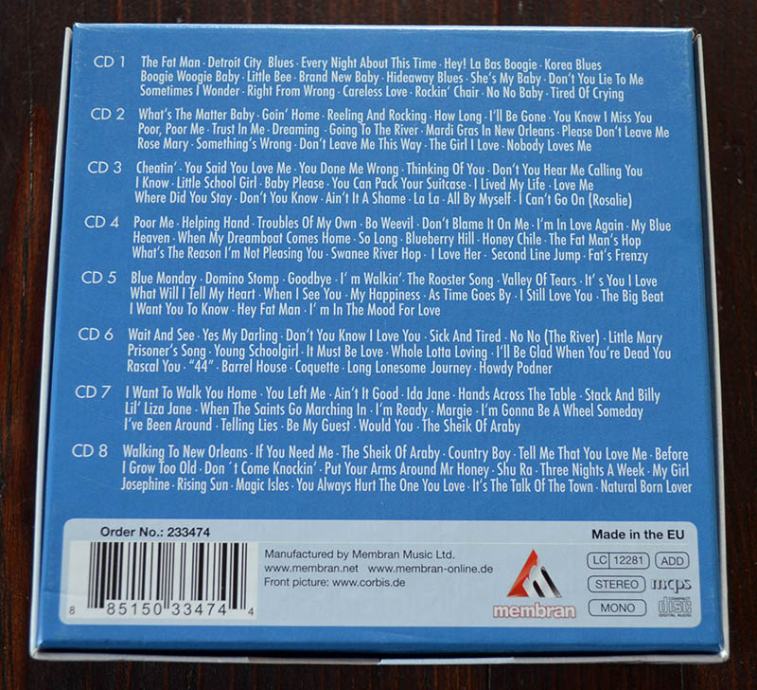 CD 1 The Fat Man · Detroit City Blues · Every Night About This Time · Hey! La Bas Boogie · Korea Blues
Boogie Woogie Baby · Little Bee · Brand New Baby · Hideaway Blues · She's My Baby · Don't You Lie To Me
Sometimes I Wonder · Right From Wrong · Careless Love · Rockin' Chair · No No Baby · Tired Of Crying
CD 2 What's The Matter Baby · Goin' Home · Reeling And Rocking · How Long · I'll Be Gone · You Know I Miss You
Poor, Poor Me · Trust In Me · Dreaming · Going To The River · Mardi Gras In New Orleans · Please Don't Leave Me
Rose Mary · Something's Wrong · Don't Leave Me This Way · The Girl I Love · Nobody Loves Me
CD 3 Cheatin' · You Said You Love Me · You Done Me Wrong · Thinking Of You · Don't You Hear Me Calling You
I Know · Little School Girl · Baby Please · You Can Pack Your Suitcase · I Lived My Life · Love Me
Where Did You Stay · Don't You Know · Ain't It A Shame · La La · All By Myself · I Can't Go On (Rosalie)
CD 4 Poor Me · Helping Hand · Troubles Of My Own · Bo Weevil · Don't Blame It On Me · I'm In Love Again · My Blue
Heaven · When My Dreamboat Comes Home · So Long · Blueberry Hill · Honey Chile · The Fat Man's Hop
What's The Reason I'm Not Pleasing You · Swanee River Hop · I Love Her · Second Line Jump · Fat's Frenzy
CD 5 Blue Monday · Domino Stomp · Goodbye · I' m Walkin' · The Rooster Song · Valley Of Tears · It' s You I Love
What Will I Tell My Heart · When I See You · My Happiness · As Time Goes By · I Still Love You · The Big Beat
I Want You To Know · Hey Fat Man · I' m In The Mood For Love
CD 6 Wait And See · Yes My Darling · Don't You Know I Love You · Sick And Tired · No No (The River) · Little Mary
Prisoner's Song · Young Schoolgirl · It Must Be Love · Whole Lotta Loving · I'll Be Glad When You're Dead You
Rascal You · "44" · Barrel House · Coquette · Long Lonesome Journey · Howdy Podner
CD 7 I Want To Walk You Home · You Left Me · Ain't It Good · Ida Jane · Hands Across The Table · Stack And Billy
Lil' Liza Jane · When The Saints Go Marching In · I'm Ready · Margie · I'm Gonna Be A Wheel Someday
I've Been Around · Telling Lies · Be My Guest · Would You · The Sheik Of Araby
CD 8 Walking To New Orleans · If You Need Me · The Sheik Of Araby · Country Boy · Tell Me That You Love Me · Before
I Grow Too Old · Don ´t Come Knockin' · Put Your Arms Around Mr Honey · Shu Ra · Three Nights A Week · My Girl
Josephine · Rising Sun · Magic Isles · You Always Hurt The One You Love · It's The Talk Of The Town · Natural Born Lover
Order No.: 233474
Made in the EU
Manufactured by Membran Music Ltd.
www.membran.net www.membran-online.de
Front picture: www.corbis.de
8 85150 33474 4
membran
LC 12281 ADD
STEREO mcps
MONO COMPACT disc DIGITAL AUDIO